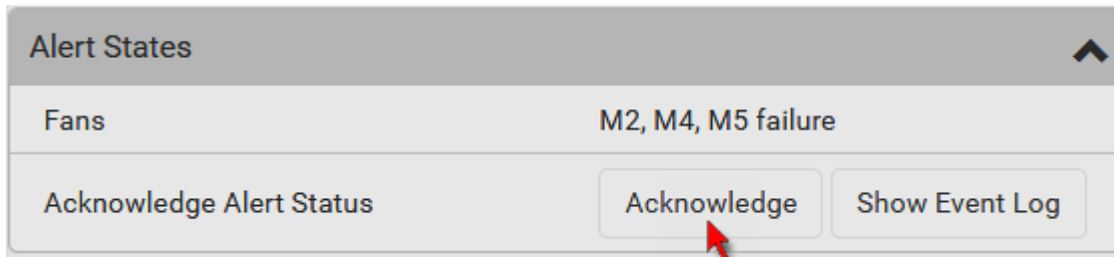 Alert States
Fans M2, M4, M5 failure
Acknowledge Alert Status Acknowledge Show Event Log